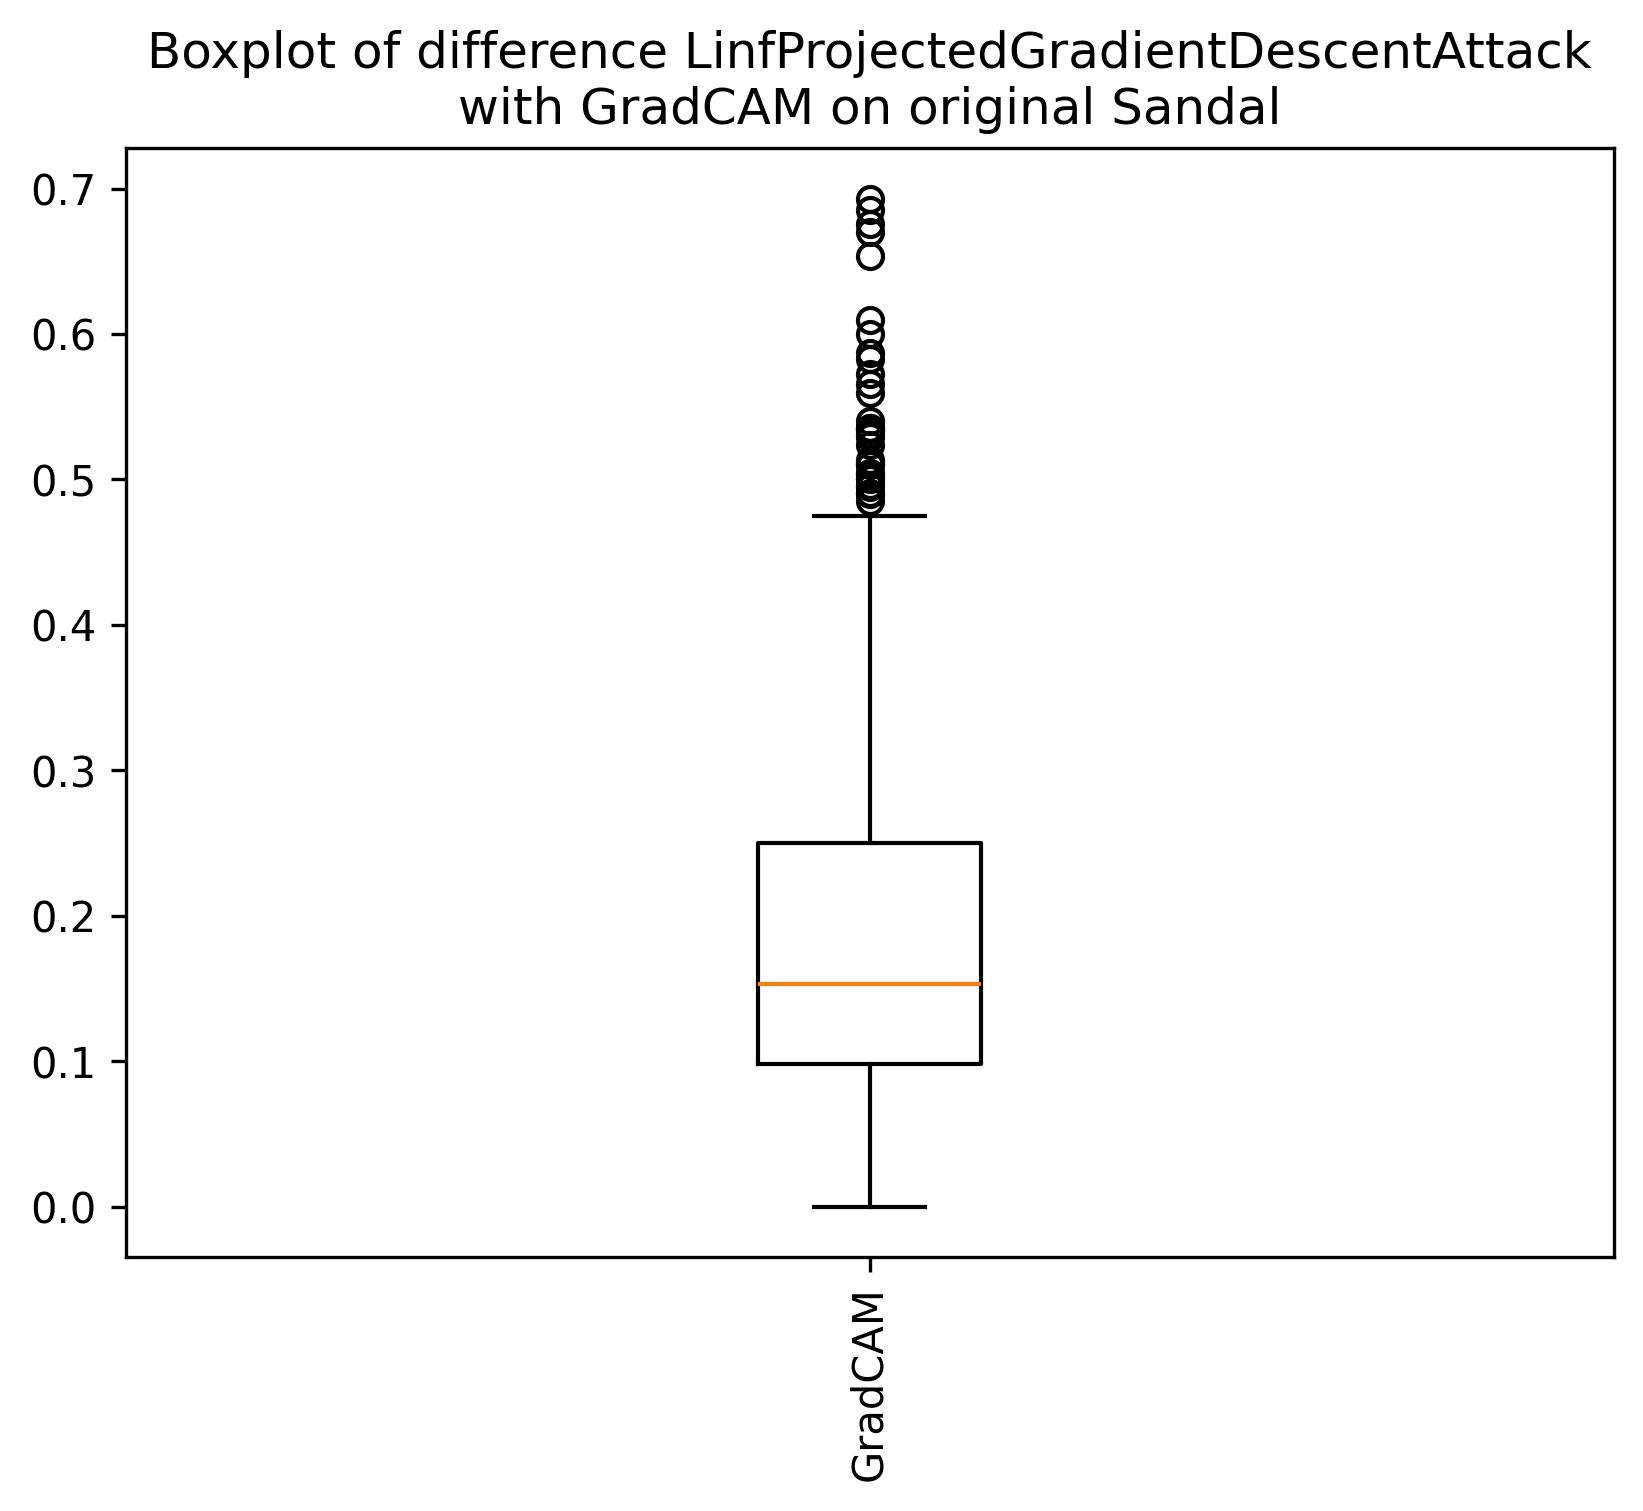 Boxplot of difference LinfProjectedGradientDescentAttack
with GradCAM on original Sandal
0.7
0.6
0.5
0.4
0.3
0.2
0.1
0.0
GradCAM